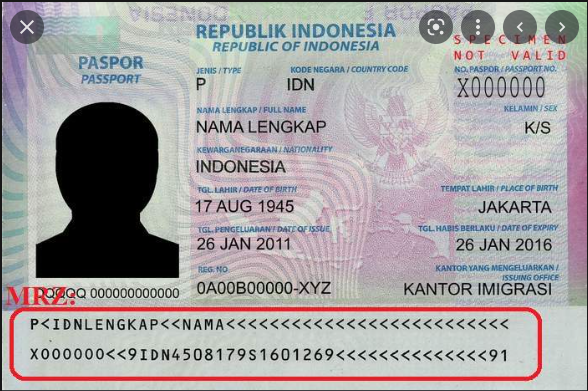 REPUBLIK INDONESIA
REPUBLIC OF INDONESIA
SPECIMEN
NOT VALID
PASPOR
PASSPORT
JENIS / TYPE KODE NEGARA / COUNTRY CODE NO. PASPOR / PASSPORT NO.
P IDN X000000
NAMA LENGKAP / FULL NAME KELAMIN / SEX
NAMA LENGKAP K/S
KEWARGANEGARAAN / NATIONALITY
INDONESIA
TGL. LAHIR / DATE OF BIRTH TEMPAT LAHIR / PLACE OF BIRTH
17 AUG 1945 JAKARTA
TGL. PENGELUARAN / DATE OF ISSUE TGL. HABIS BERLAKU / DATE OF EXPIRY
26 JAN 2011 26 JAN 2016
REG. NO KANTOR YANG MENGELUARKAN /
ISSUING OFFICE
0A00B00000-XYZ KANTOR IMIGRASI
000000000000
MRZ:
P<IDNLENGKAP<<NAMA<<<<<<<<<<<<<<<<<<<<<<<<<<
X000000<<9IDN4508179S1601269<<<<<<<<<<<<<<91